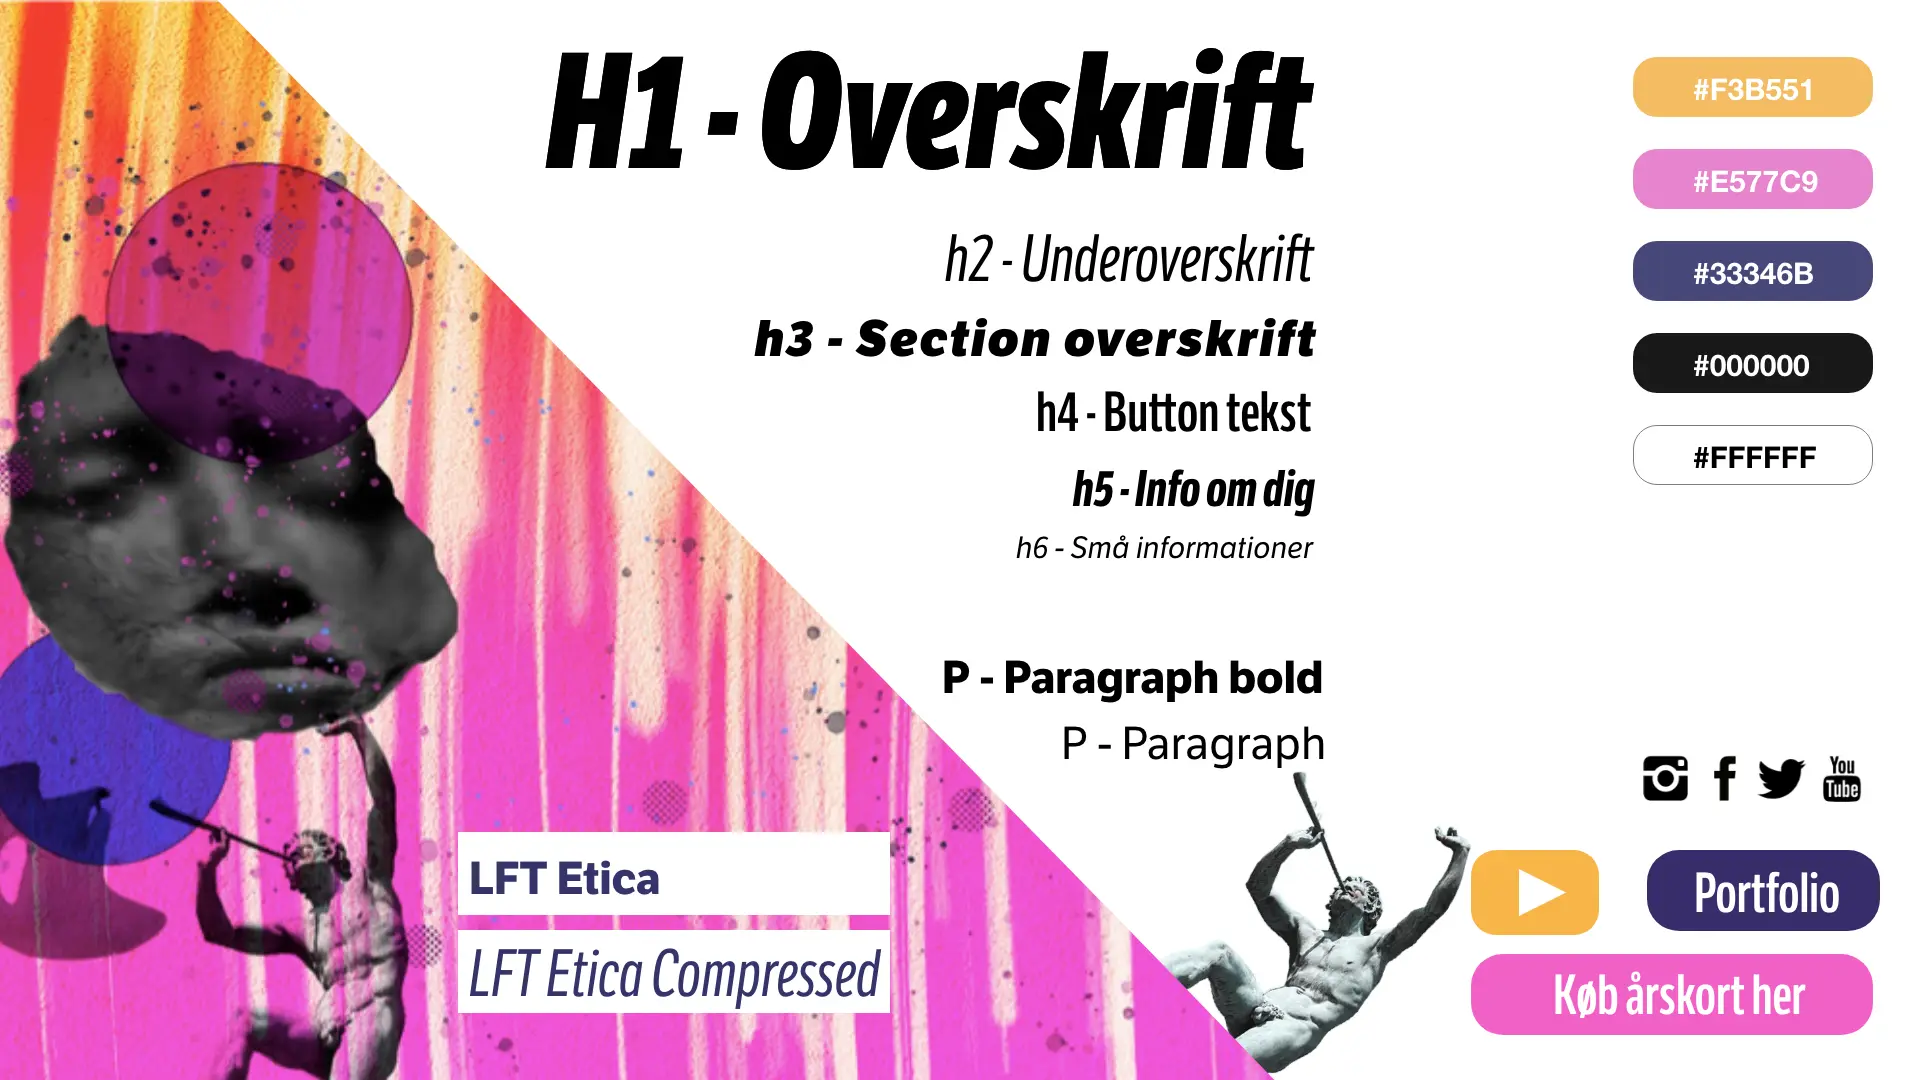 H1 - Overskrift
h2 - Underoverskrift
h3 - Section overskrift
h4 - Button tekst
h5 - Info om dig
h6 - Små informationer
P - Paragraph bold
P - Paragraph
LFT Etica
LFT Etica Compressed
#F3B551
#E577C9
#33346B
#000000
#FFFFFF
You
Tube
Portfolio
Køb årskort her